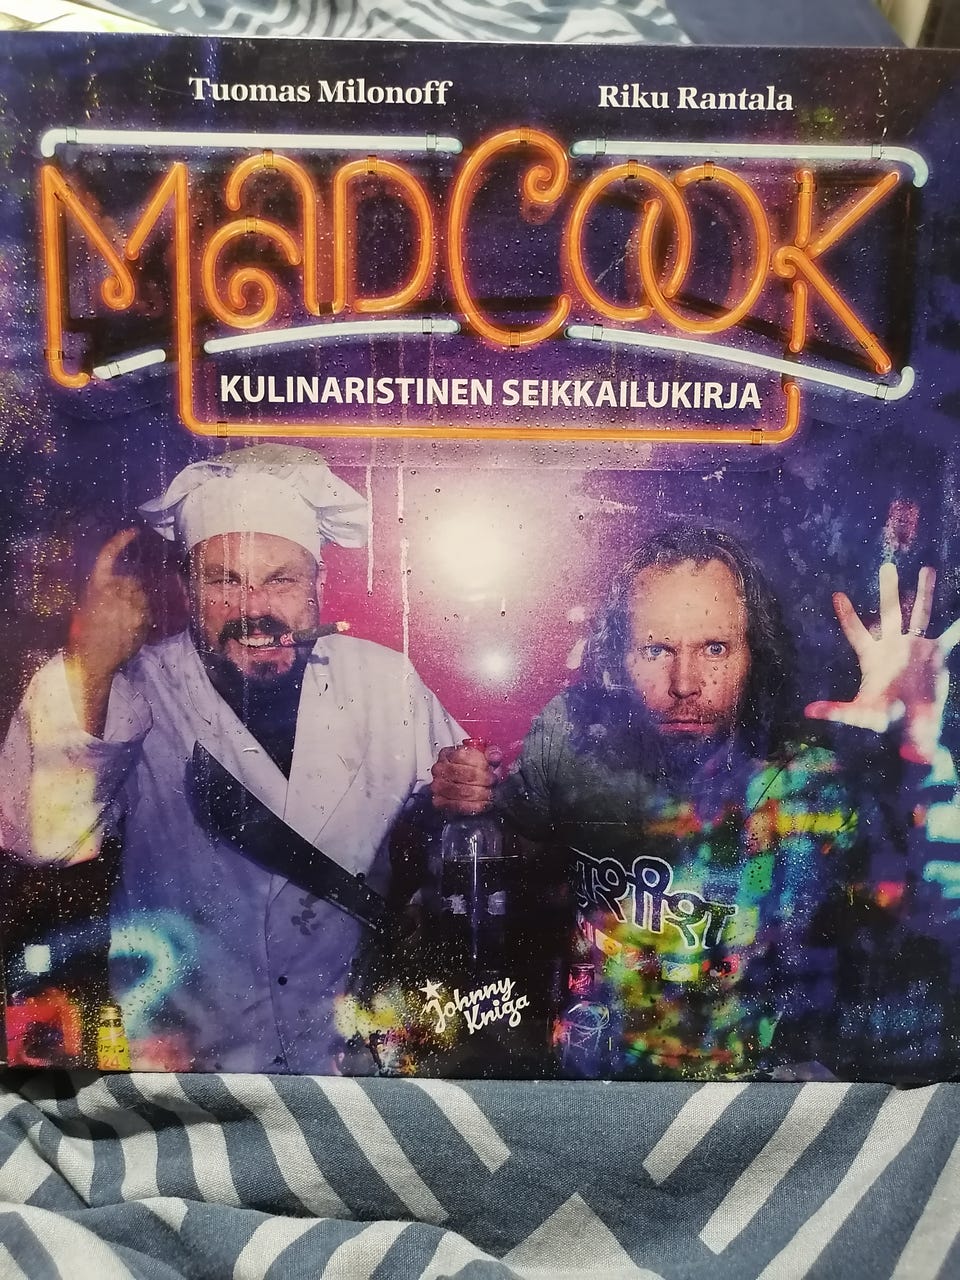 Tuomas Milonoff
Riku Rantala
MaDCOOK
KULINARISTINEN SEIKKAILUKIRJA
Johnny
Kniga